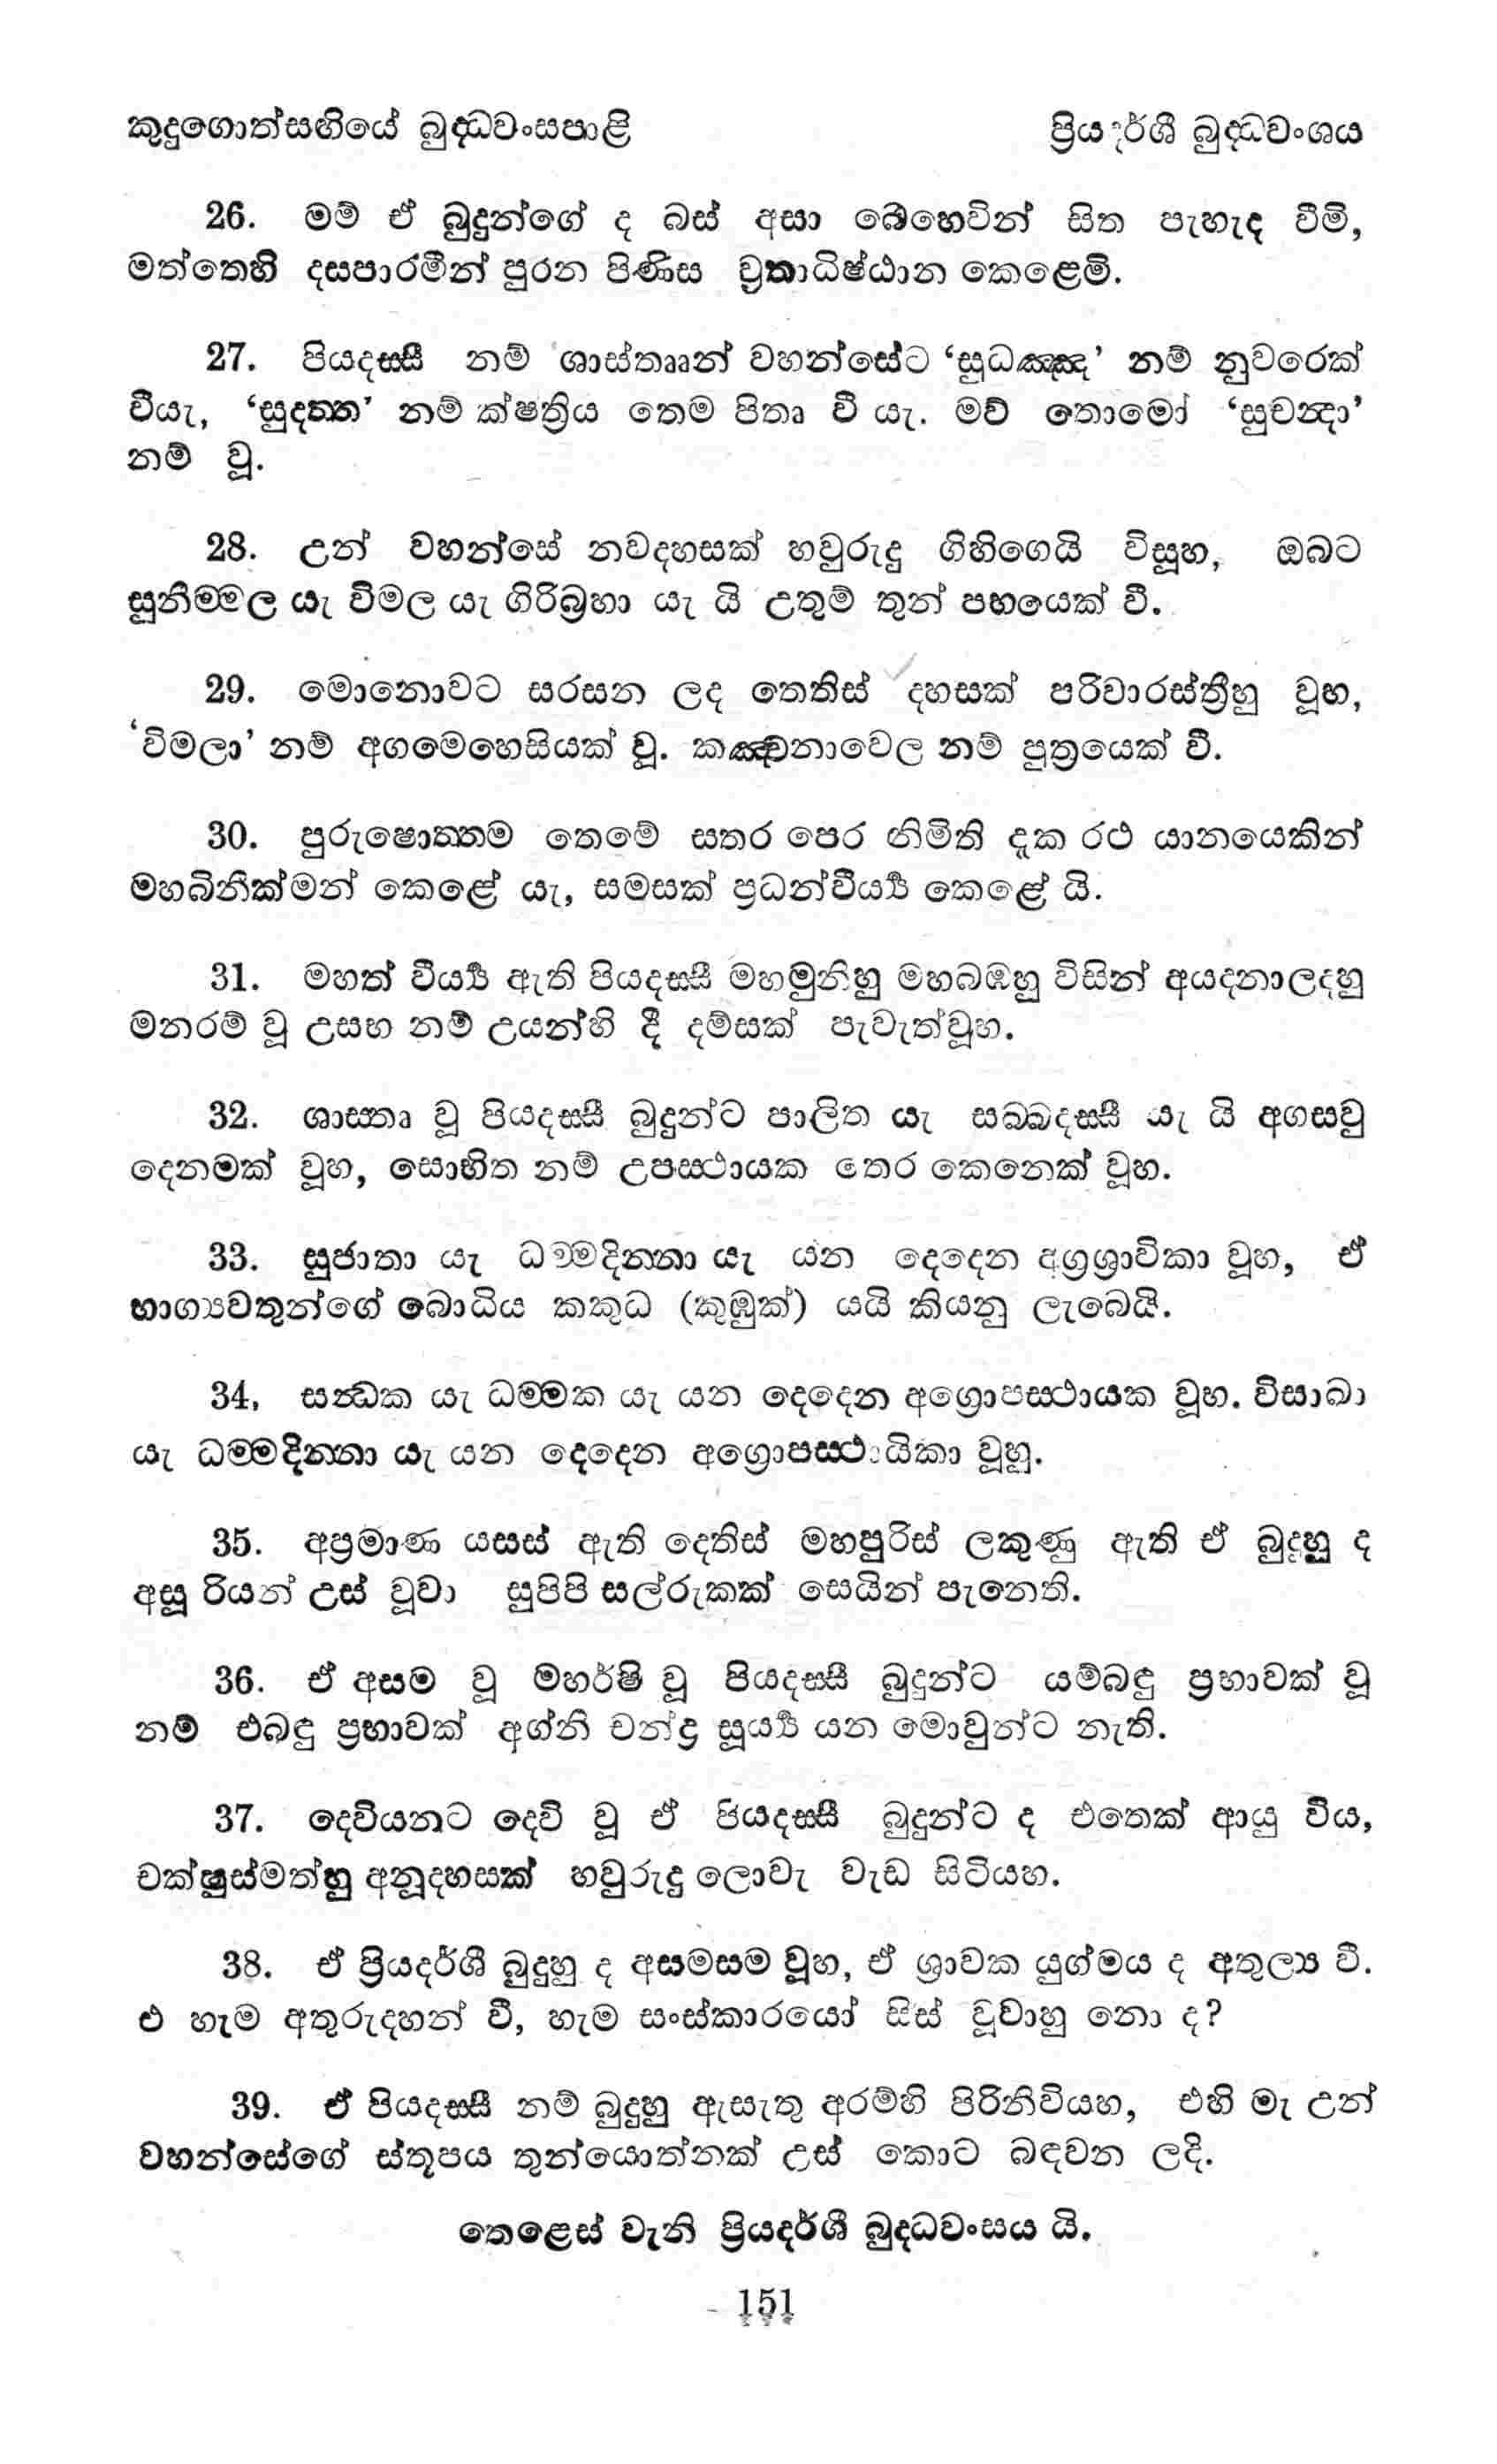 කුදුගොත්සඟියේ බුද්ධවංසපාළි
ප්‍රියදර්ශී බුද්ධවංශය
26. මම් ඒ බුදුන්ගේ ද බස් අසා බෙහෙවින් සිත පැහැද වීමි,
මත්තෙහි දසපාරමීන් පුරන පිණිස ව්‍රතාධිෂ්ඨාන කෙළෙමි.
27. පියදස්සී නම් ශාස්තෲන් වහන්සේට ‘සුධඤ්ඤ’ නම් නුවරෙක්
වීයැ, ‘සුදත්ත’ නම් ක්ෂත්‍රිය තෙම පිතෘ වී යැ. මව් තොමෝ ‘සුචන්දා’
නම් වූ.
28. උන් වහන්සේ නවදහසක් හවුරුදු ගිහිගෙයි විසූහ, ඔබට
සුනිම්මල යැ විමල යැ ගිරිබ්‍රහා යැ යි උතුම් තුන් පහයෙක් වී.
29. මොනොවට සරසන ලද තෙතිස් දහසක් පරිවාරස්ත්‍රීහු වූහ,
‘විමලා’ නම් අගමෙහෙසියක් වූ. කඤ්චනාවෙල නම් පුත්‍රයෙක් වී.
30. පුරුෂොත්තම තෙමේ සතර පෙර නිමිති දැක රථ යානයෙකින්
මහබිනික්මන් කෙළේ යැ, සමසක් ප්‍රධන්වීර්‍ය්‍ය කෙළේ යි.
31. මහත් වීර්‍ය්‍ය ඇති පියදස්සී මහමුනිහු මහබඹහු විසින් අයදනාලදහු
මනරම් වූ උසභ නම් උයන්හි දී දම්සක් පැවැත්වූහ.
32. ශාස්තෘ වූ පියදස්සී බුදුන්ට පාලිත යැ සබ්බදස්සී යැ යි අගසවු
දෙනමක් වූහ, සොභිත නම් උපස්ථායක තෙර කෙනෙක් වූහ.
33. සුජාතා යැ ධම්මදින්නා යැ යන දෙදෙන අග්‍රශ්‍රාවිකා වූහ, ඒ
භාග්‍යවතුන්ගේ බොධිය කකුධ (කුඹුක්) යයි කියනු ලැබෙයි.
34, සන්ධක යැ ධම්මක යැ යන දෙදෙන අග්‍රොපස්ථායක වූහ. විසාඛා
යැ ධම්මදින්නා යැ යන දෙදෙන අග්‍රොපස්ථායිකා වූහු.
35. අප්‍රමාණ යසස් ඇති දෙතිස් මහපුරිස් ලකුණු ඇති ඒ බුදුහු ද
අසූ රියන් උස් වූවා සුපිපි සල්රුකක් සෙයින් පැනෙති.
36. ඒ අසම වූ මහර්ෂි වූ පියදස්සී බුදුන්ට යම්බඳු ප්‍රභාවක් වූ
නම් එබඳු ප්‍රභාවක් අග්නි චන්ද්‍ර සූර්‍ය්‍ය යන මොවුන්ට නැති.
37. දෙවියනට දෙවි වූ ඒ පියදස්සී බුදුන්ට ද එතෙක් ආයු විය,
චක්ෂුස්මත්හු අනූදහසක් හවුරුදු ලොවැ වැඩ සිටියහ.
38. ඒ ප්‍රියදර්ශී බුදුහු ද අසමසම වූහ, ඒ ශ්‍රාවක යුග්මය ද අතුල්‍ය වී.
එ හැම අතුරුදහන් වී, හැම සංස්කාරයෝ සිස් වූවාහු නො ද?
39. ඒ පියදස්සී නම් බුදුහු ඇසැතු අරම්හි පිරිනිවියහ, එහි මැ උන්
වහන්සේගේ ස්තූපය තුන්යොත්නක් උස් කොට බඳවන ලදි.
තෙළෙස් වැනි ප්‍රියදර්ශී බුදධවංසය යි.
151